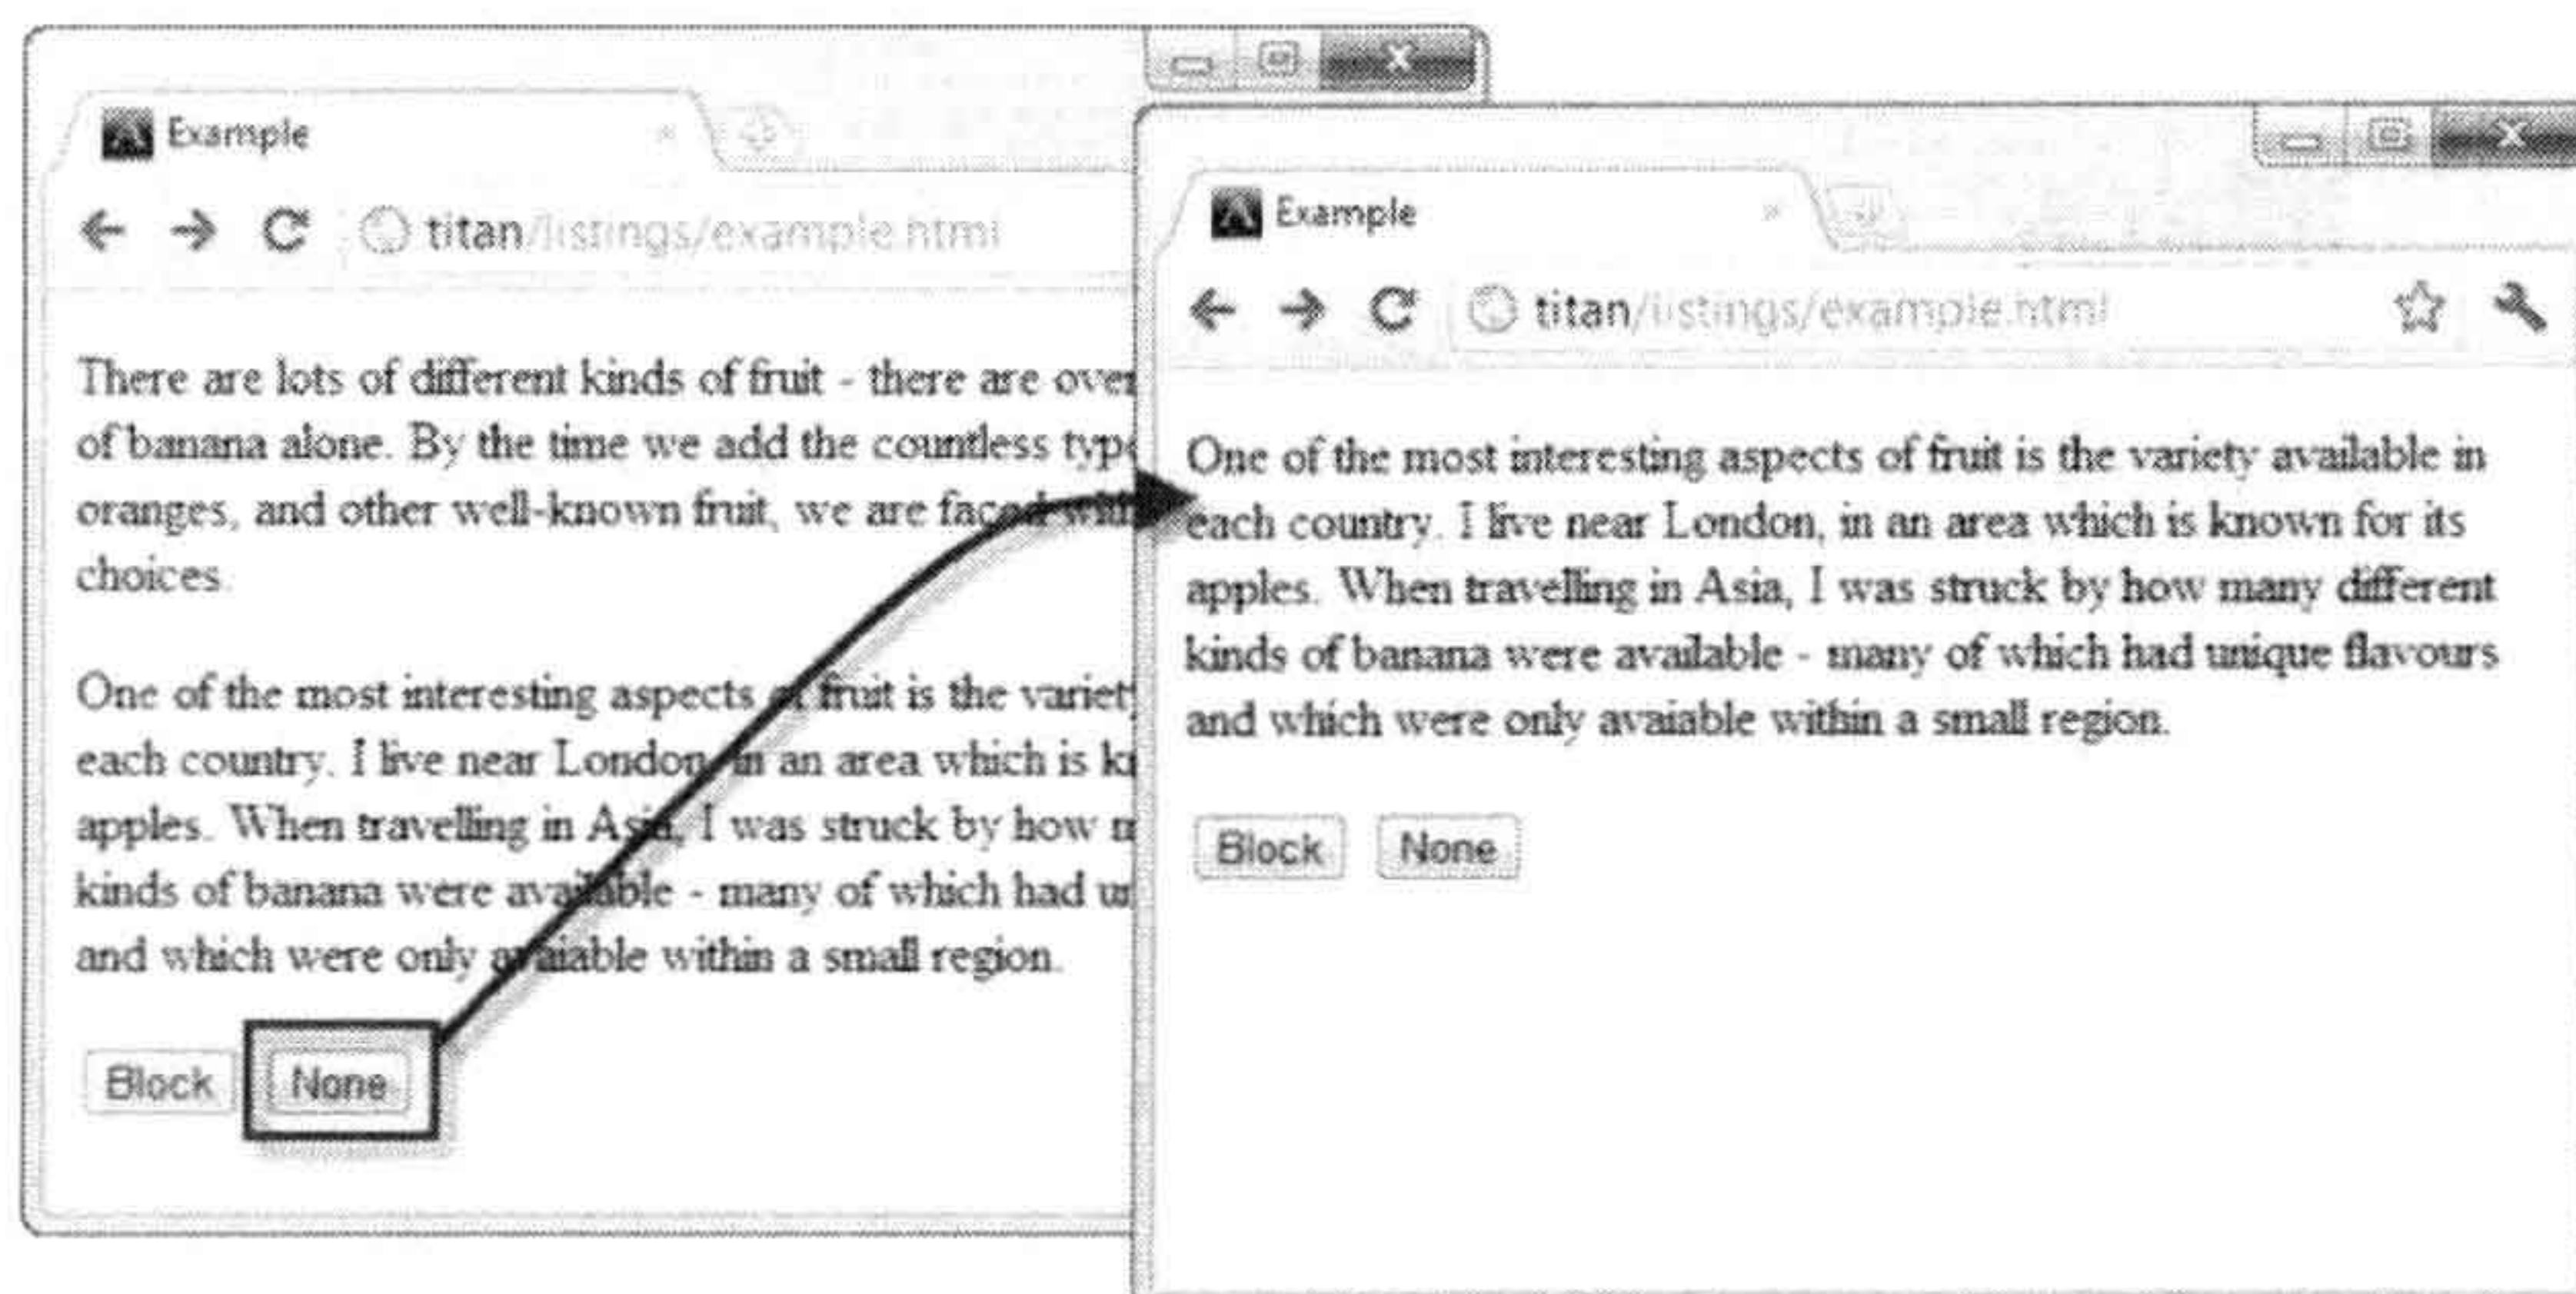 Example
titan/listings/example.html
There are lots of different kinds of fruit - there are over
of banana alone. By the time we add the countless type
oranges, and other well-known fruit, we are faced with
choices.
One of the most interesting aspects of fruit is the variety
each country. I live near London, in an area which is kn
apples. When travelling in Asia, I was struck by how m
kinds of banana were available - many of which had un
and which were only avaiable within a small region.
Block None
Example
titan/listings/example.html
One of the most interesting aspects of fruit is the variety available in
each country. I live near London, in an area which is known for its
apples. When travelling in Asia, I was struck by how many different
kinds of banana were available - many of which had unique flavours
and which were only avaiable within a small region.
Block None